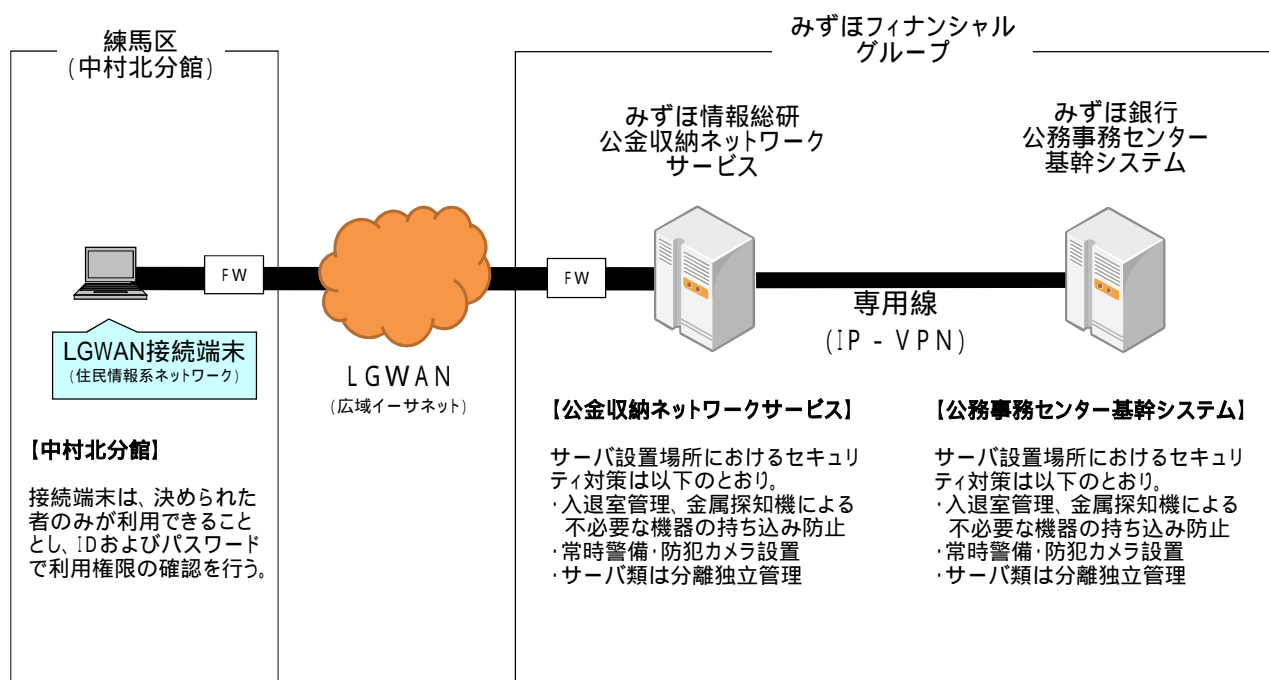 練馬区
(中村北分館)
みずほフィナンシャル
グループ
みずほ情報総研
公金収納ネットワーク
サービス
みずほ銀行
公務事務センター
基幹システム
FW
FW
専用線
(IP - VPN)
LGWAN接続端末
(住民情報系ネットワーク)
LGWAN
(広域イーサネット)
【中村北分館】
接続端末は、決められた
者のみが利用できること
とし、IDおよびパスワード
で利用権限の確認を行う。
【公金収納ネットワークサービス】
サーバ設置場所におけるセキュリ
ティ対策は以下のとおり。
・入退室管理、金属探知機による
不必要な機器の持ち込み防止
・常時警備・防犯カメラ設置
・サーバ類は分離独立管理
【公務事務センター基幹システム】
サーバ設置場所におけるセキュリ
ティ対策は以下のとおり。
・入退室管理、金属探知機による
不必要な機器の持ち込み防止
・常時警備・防犯カメラ設置
・サーバ類は分離独立管理